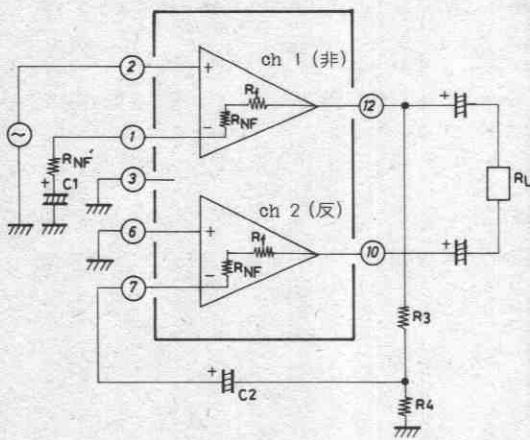 ch 1 (非)
2
+
Rf
RNF
12
+
1
−
RNF'
+
C1
3
RL
ch 2 (反)
6
+
Rf
RNF
10
+
7
−
R3
+
C2
R4